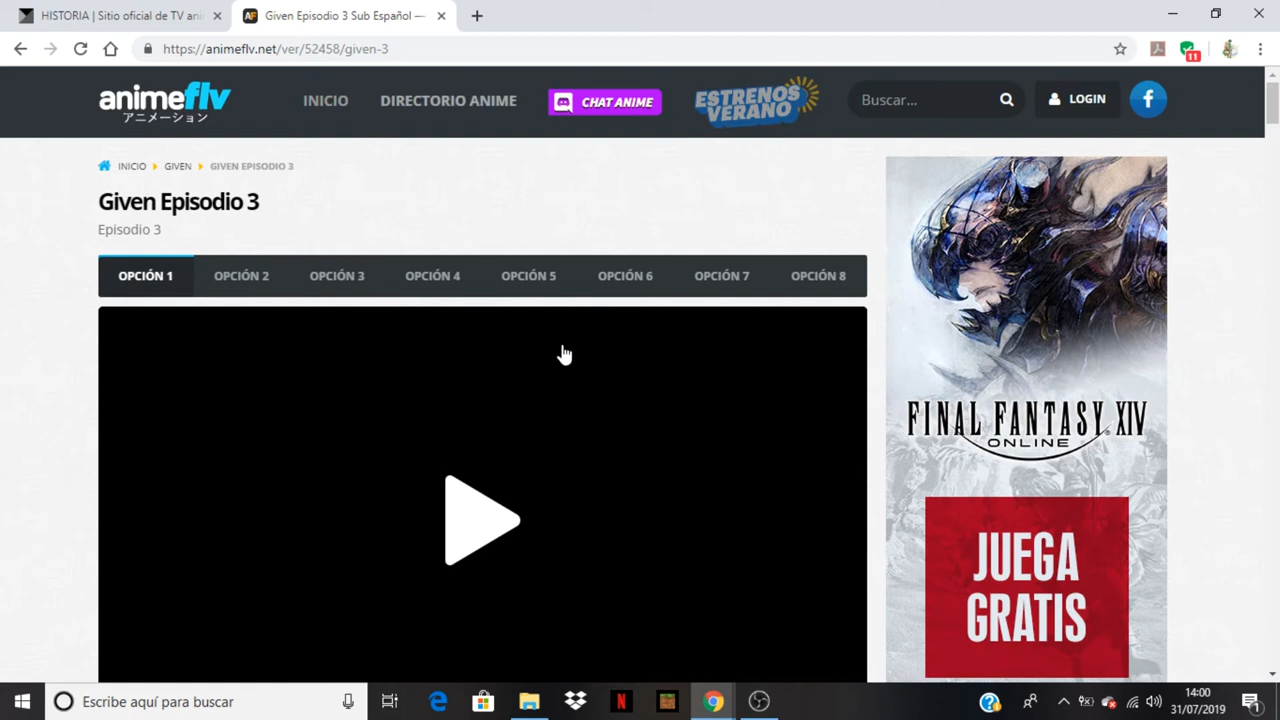 HISTORIA | Sitio oficial de TV ani
Given Episodio 3 Sub Español —
https://animeflv.net/ver/52458/given-3
11
animeflv
アニメーション
INICIO
DIRECTORIO ANIME
CHAT ANIME
ESTRENOS
VERANO
Buscar...
LOGIN
INICIO
GIVEN
GIVEN EPISODIO 3
Given Episodio 3
Episodio 3
OPCIÓN 1
OPCIÓN 2
OPCIÓN 3
OPCIÓN 4
OPCIÓN 5
OPCIÓN 6
OPCIÓN 7
OPCIÓN 8
FINAL FANTASY XIV
ONLINE
JUEGA
GRATIS
Escribe aquí para buscar
14:00
31/07/2019
1